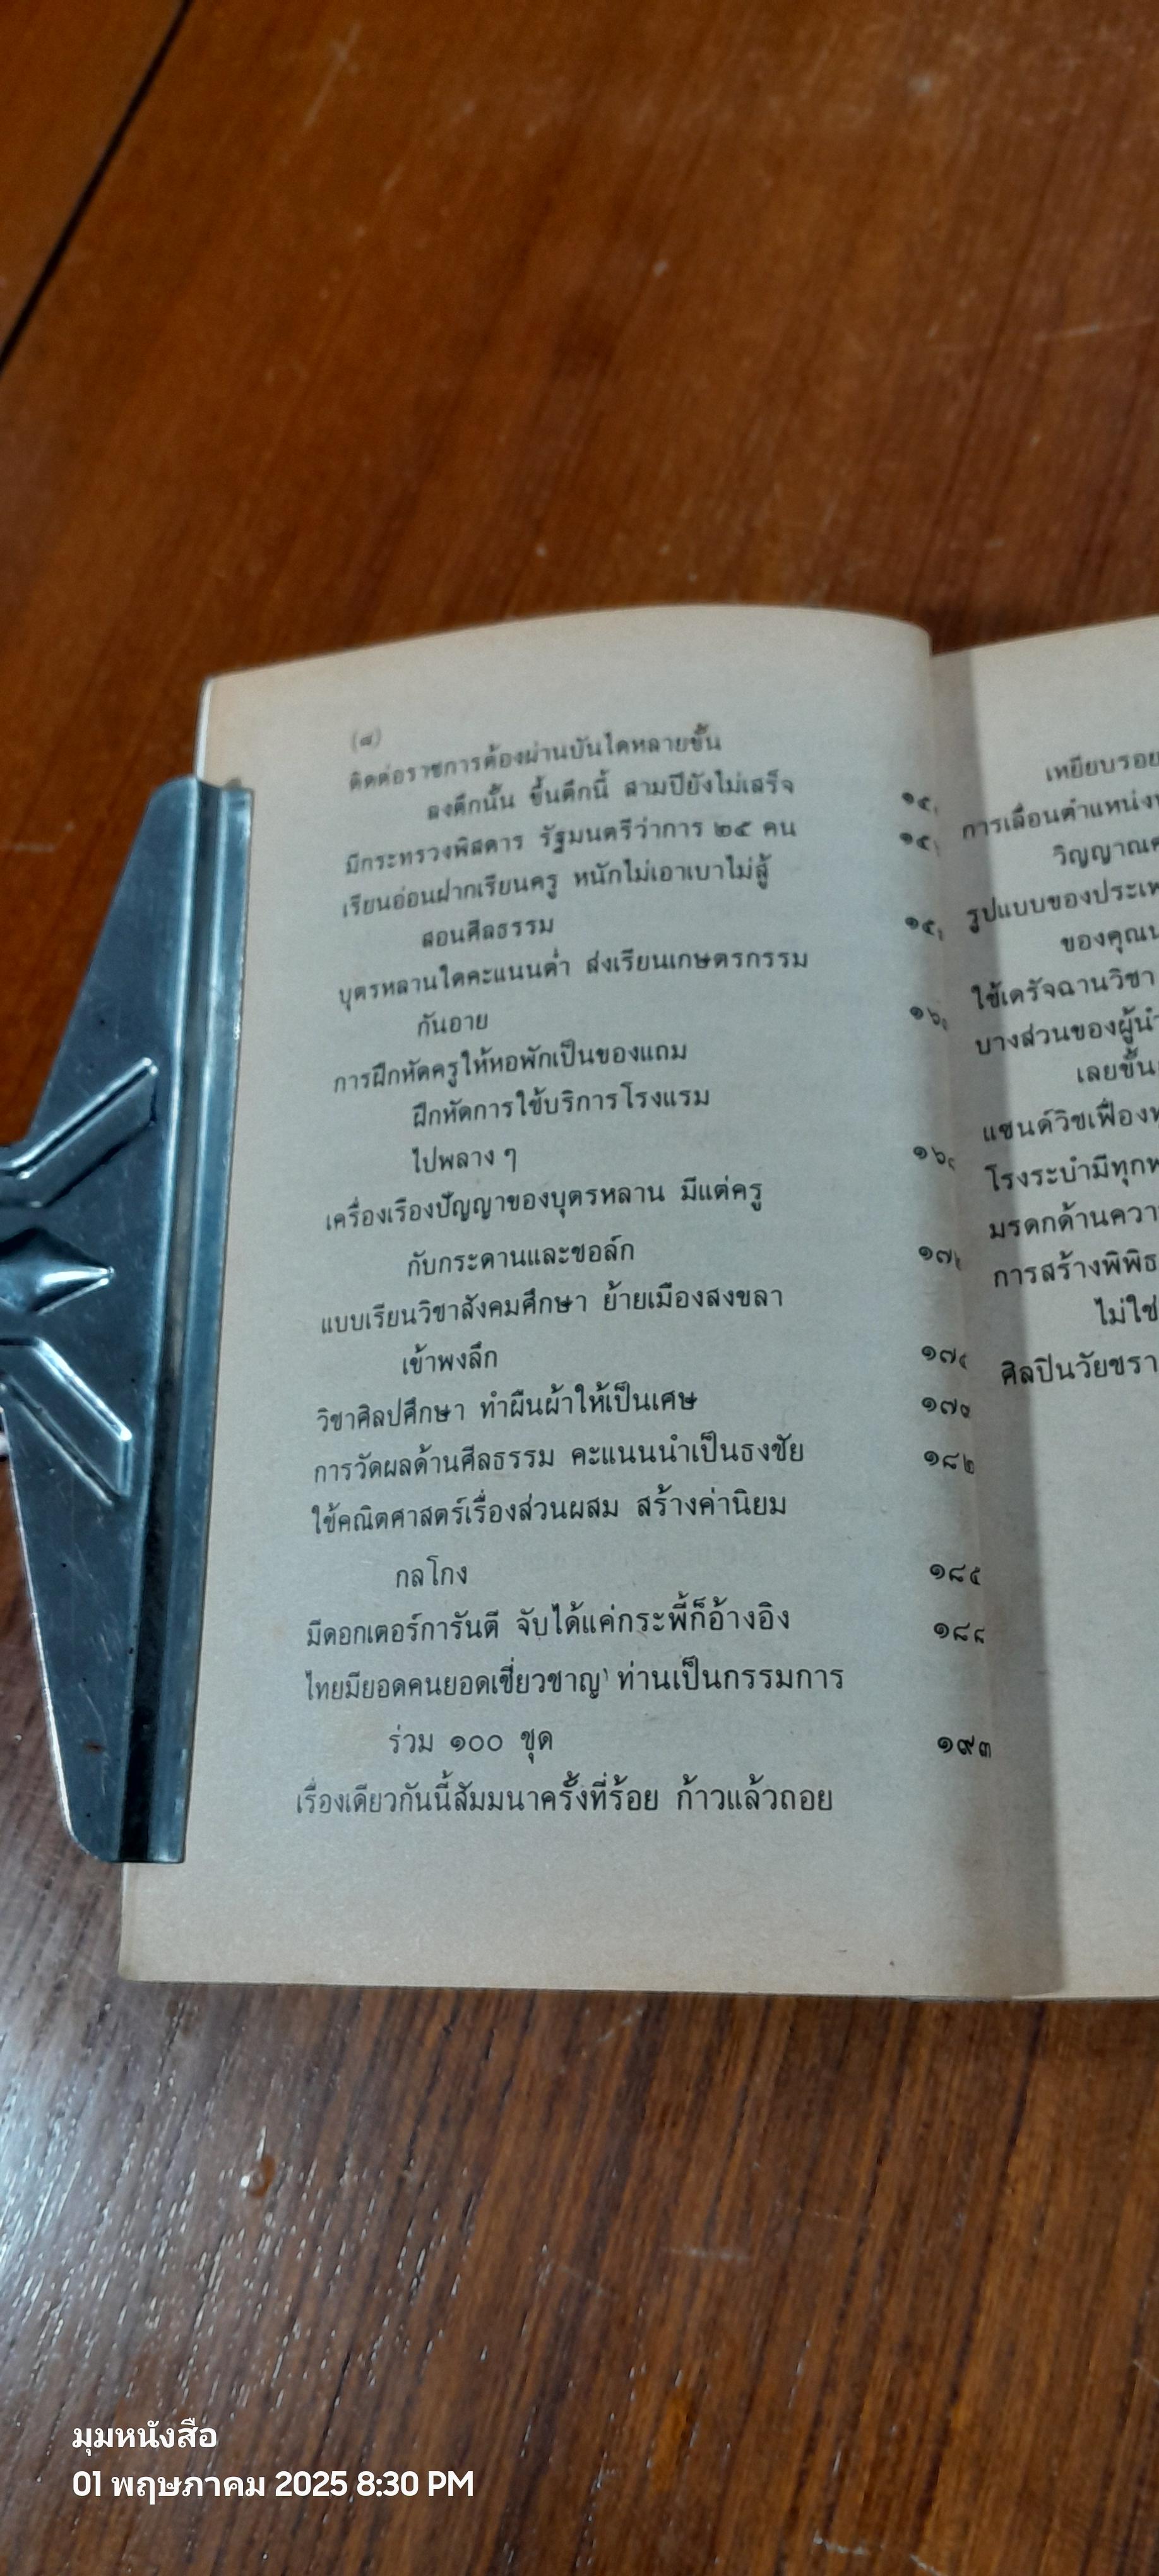 (๘)
ติดต่อราชการต้องผ่านบันไดหลายขั้น
ลงตึกนั้น ขึ้นตึกนี้ สามปียังไม่เสร็จ
มีกระทรวงพิสดาร รัฐมนตรีว่าการ ๒๕ คน
เรียนอ่อนฝากเรียนครู หนักไม่เอาเบาไม่สู้
สอนศีลธรรม
บุตรหลานใดคะแนนต่ำ ส่งเรียนเกษตรกรรม
กันอาย
การฝึกหัดครูให้หอพักเป็นของแถม
ฝึกหัดการใช้บริการโรงแรม
ไปพลาง ๆ
เครื่องเรืองปัญญาของบุตรหลาน มีแต่ครู
กับกระดานและชอล์ก
แบบเรียนวิชาสังคมศึกษา ย้ายเมืองสงขลา
เข้าพงลึก
วิชาศิลปศึกษา ทำผืนผ้าให้เป็นเศษ ๑๗๙
การวัดผลด้านศีลธรรม คะแนนนำเป็นธงชัย ๑๘๒
ใช้คณิตศาสตร์เรื่องส่วนผสม สร้างค่านิยม
กลโกง ๑๘๕
มีดอกเตอร์การันตี จับได้แค่กระพี้ก็อ้างอิง ๑๘๘
ไทยมียอดคนยอดเชี่ยวชาญ ท่านเป็นกรรมการ
ร่วม ๑๐๐ ชุด ๑๙๓
เรื่องเดียวกันนี้สัมมนาครั้งที่ร้อย ก้าวแล้วถอย
เหยียบรอย
การเลื่อนตำแหน่ง
วิญญาณ
รูปแบบของ
ของคุณ
ใช้เดรัจฉานวิชา
บางส่วนของผู้นำ
เลยขั้น
แซนด์วิชเฟื่อง
โรงระบำมีทุก
มรดกด้าน
การสร้างพิพิธ
ไม่ใช่
ศิลปินวัยชรา
มุมหนังสือ
01 พฤษภาคม 2025 8:30 PM